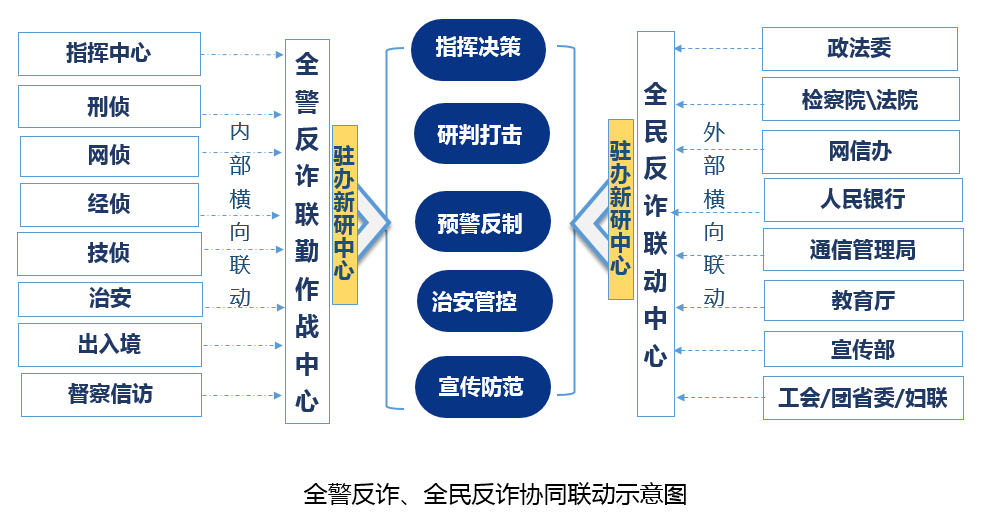 指挥中心
刑侦
网侦
经侦
技侦
治安
出入境
督察信访
内部横向联动
全警反诈联勤作战中心
驻办新研中心
指挥决策
研判打击
预警反制
治安管控
宣传防范
驻办新研中心
全民反诈联动中心
外部横向联动
政法委
检察院\法院
网信办
人民银行
通信管理局
教育厅
宣传部
工会/团省委/妇联
全警反诈、全民反诈协同联动示意图